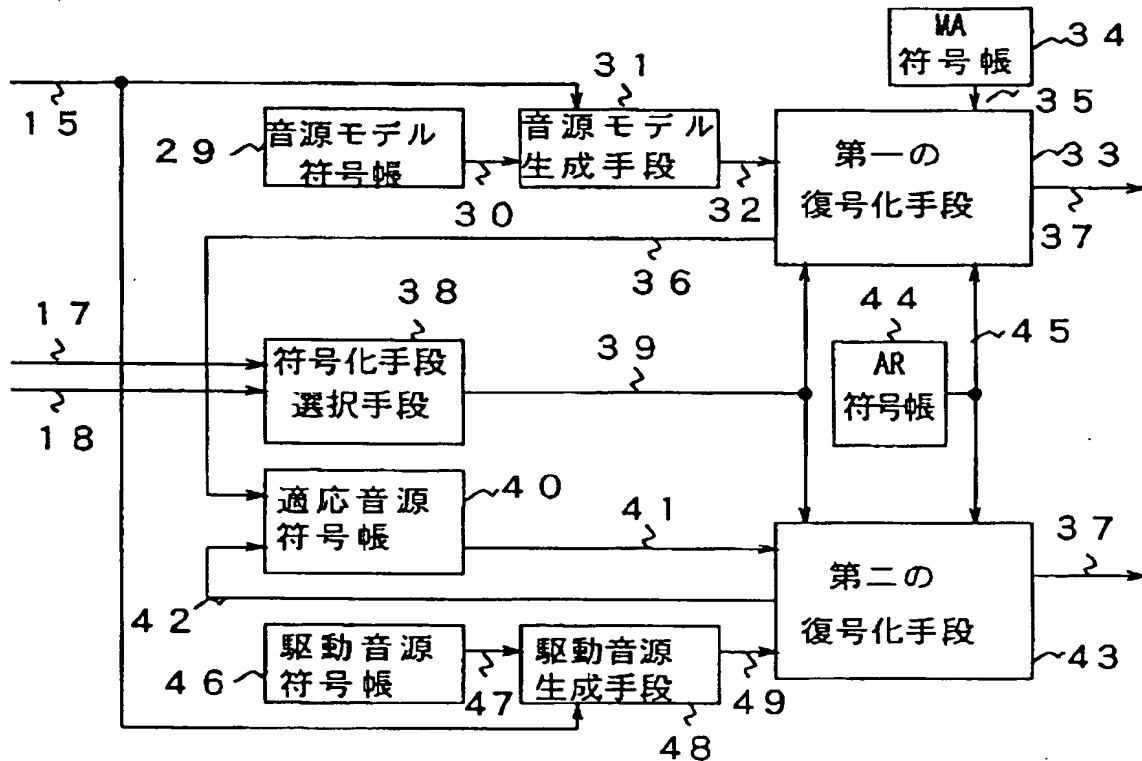 MA
符号帳
34
35
15
31
29
音源モデル
符号帳
30
音源モデル
生成手段
32
第一の
復号化手段
33
37
36
17
18
38
符号化手段
選択手段
39
44
AR
符号帳
45
適応音源
符号帳
40
41
42
第二の
復号化手段
37
43
46
駆動音源
符号帳
47
駆動音源
生成手段
48
49